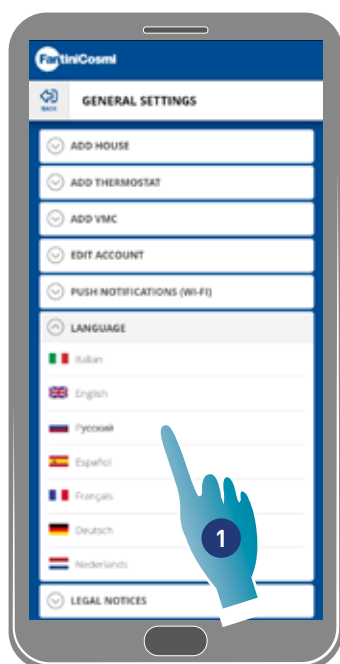 FantiniCosmi
BACK
GENERAL SETTINGS
ADD HOUSE
ADD THERMOSTAT
ADD VMC
EDIT ACCOUNT
PUSH NOTIFICATIONS (WI-FI)
LANGUAGE
Italian
English
Русский
Español
Français
Deutsch
Nederlands
1
LEGAL NOTICES